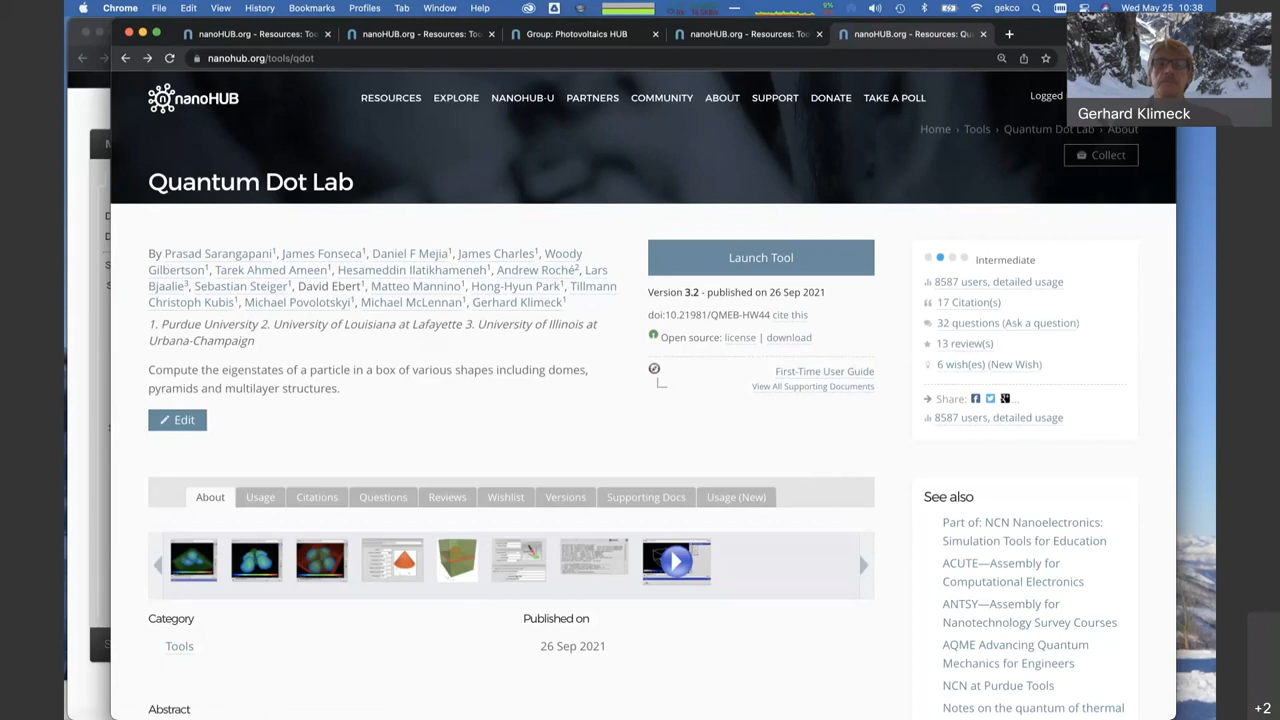 Chrome File Edit View History Bookmarks Profiles Tab Window Help 9% gekco Wed May 25 10:38
nanoHUB.org - Resources: Too nanoHUB.org - Resources: Too Group: Photovoltaics HUB nanoHUB.org - Resources: Too nanoHUB.org - Resources: Qu
nanohub.org/tools/qdot
nanoHUB
RESOURCES EXPLORE NANOHUB-U PARTNERS COMMUNITY ABOUT SUPPORT DONATE TAKE A POLL
Logged
Gerhard Klimeck
Home › Tools › Quantum Dot Lab › About
Collect
Quantum Dot Lab
By Prasad Sarangapani1, James Fonseca1, Daniel F Mejia1, James Charles1, Woody
Gilbertson1, Tarek Ahmed Ameen1, Hesameddin Ilatikhameneh1, Andrew Roché2, Lars
Bjaalie3, Sebastian Steiger1, David Ebert1, Matteo Mannino1, Hong-Hyun Park1, Tillmann
Christoph Kubis1, Michael Povolotskyi1, Michael McLennan1, Gerhard Klimeck1
1. Purdue University 2. University of Louisiana at Lafayette 3. University of Illinois at
Urbana-Champaign
Compute the eigenstates of a particle in a box of various shapes including domes,
pyramids and multilayer structures.
Edit
Launch Tool
Version 3.2 - published on 26 Sep 2021
doi:10.21981/QMEB-HW44 cite this
Open source: license | download
First-Time User Guide
View All Supporting Documents
Intermediate
8587 users, detailed usage
17 Citation(s)
32 questions (Ask a question)
13 review(s)
6 wish(es) (New Wish)
Share: ...
8587 users, detailed usage
About Usage Citations Questions Reviews Wishlist Versions Supporting Docs Usage (New)
Category
Tools
Published on
26 Sep 2021
Abstract
See also
Part of: NCN Nanoelectronics:
Simulation Tools for Education
ACUTE—Assembly for
Computational Electronics
ANTSY—Assembly for
Nanotechnology Survey Courses
AQME Advancing Quantum
Mechanics for Engineers
NCN at Purdue Tools
Notes on the quantum of thermal
+2